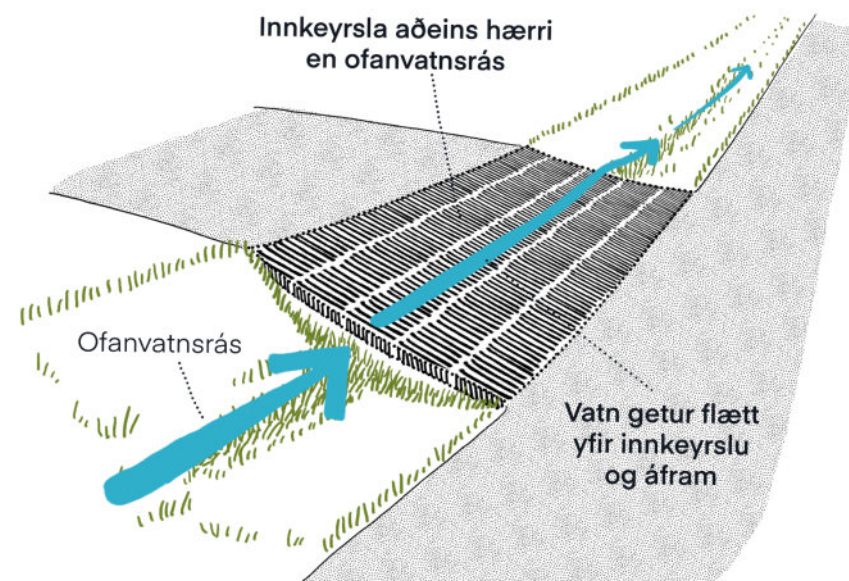 Innkeyrsla aðeins hærri
en ofanvatnsrás
Ofanvatnsrás
Vatn getur flætt
yfir innkeyrslu
og áfram